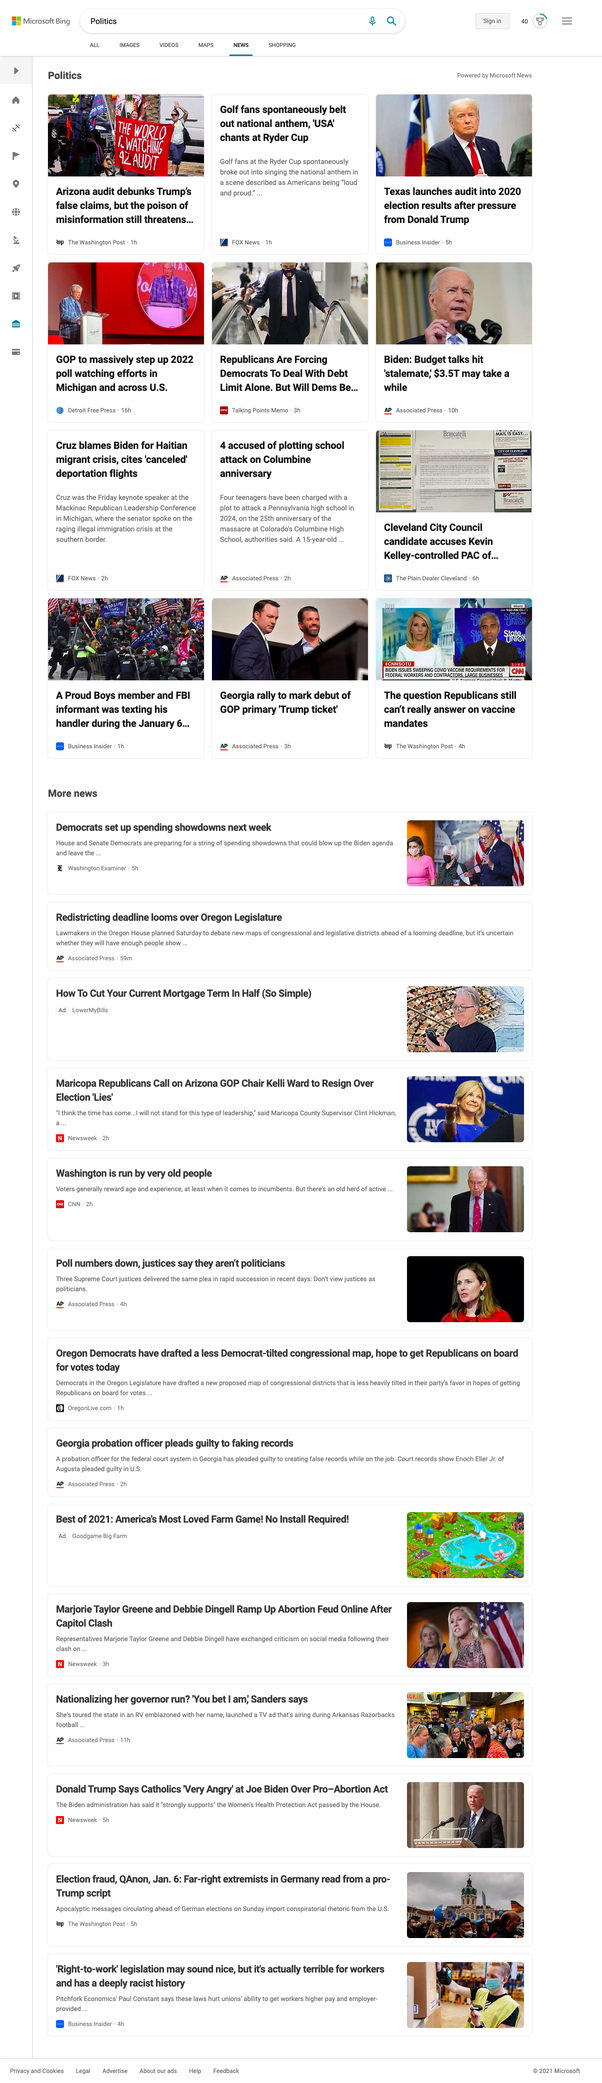 Microsoft Bing
Politics
Sign in
40
ALL
IMAGES
VIDEOS
MAPS
NEWS
SHOPPING
Politics
Powered by Microsoft News
THE WORLD
IS WATCHING
AZ AUDIT
Arizona audit debunks Trump's
false claims, but the poison of
misinformation still threatens...
The Washington Post · 1h
Golf fans spontaneously belt
out national anthem, 'USA'
chants at Ryder Cup
Golf fans at the Ryder Cup spontaneously
broke out into singing the national anthem in
a scene described as Americans being "loud
and proud." ...
FOX News · 1h
Texas launches audit into 2020
election results after pressure
from Donald Trump
Business Insider · 5h
GOP to massively step up 2022
poll watching efforts in
Michigan and across U.S.
Detroit Free Press · 16h
Republicans Are Forcing
Democrats To Deal With Debt
Limit Alone. But Will Dems Be...
Talking Points Memo · 3h
Biden: Budget talks hit
'stalemate,' $3.5T may take a
while
AP Associated Press · 10h
Cruz blames Biden for Haitian
migrant crisis, cites 'canceled'
deportation flights
Cruz was the Friday keynote speaker at the
Mackinac Republican Leadership Conference
in Michigan, where the senator spoke on the
raging illegal immigration crisis at the
southern border.
FOX News · 2h
4 accused of plotting school
attack on Columbine
anniversary
Four teenagers have been charged with a
plot to attack a Pennsylvania high school in
2024, on the 25th anniversary of the
massacre at Colorado's Columbine High
School, authorities said. A 15-year-old ...
AP Associated Press · 2h
Cleveland City Council
candidate accuses Kevin
Kelley-controlled PAC of...
The Plain Dealer Cleveland · 6h
A Proud Boys member and FBI
informant was texting his
handler during the January 6...
Business Insider · 1h
Georgia rally to mark debut of
GOP primary 'Trump ticket'
AP Associated Press · 3h
#CNNSOTU
BIDEN ISSUES SWEEPING COVID VACCINE REQUIREMENTS FOR
FEDERAL WORKERS AND CONTRACTORS, LARGE BUSINESSES
CNN
The question Republicans still
can't really answer on vaccine
mandates
The Washington Post · 4h
More news
Democrats set up spending showdowns next week
House and Senate Democrats are preparing for a string of spending showdowns that could blow up the Biden agenda
and leave the ...
Washington Examiner · 5h
Redistricting deadline looms over Oregon Legislature
Lawmakers in the Oregon House planned Saturday to debate new maps of congressional and legislative districts ahead of a looming deadline, but it's uncertain
whether they will have enough people show ...
AP Associated Press · 59m
How To Cut Your Current Mortgage Term In Half (So Simple)
Ad LowerMyBills
Maricopa Republicans Call on Arizona GOP Chair Kelli Ward to Resign Over
Election 'Lies'
"I think the time has come...I will not stand for this type of leadership," said Maricopa County Supervisor Clint Hickman,
a ...
N Newsweek · 2h
Washington is run by very old people
Voters generally reward age and experience, at least when it comes to incumbents. But there's an old herd of active ...
CNN CNN · 2h
Poll numbers down, justices say they aren't politicians
Three Supreme Court justices delivered the same plea in rapid succession in recent days: Don't view justices as
politicians.
AP Associated Press · 4h
Oregon Democrats have drafted a less Democrat-tilted congressional map, hope to get Republicans on board
for votes today
Democrats in the Oregon Legislature have drafted a new proposed map of congressional districts that is less heavily tilted in their party's favor in hopes of getting
Republicans on board for votes ...
OregonLive.com · 1h
Georgia probation officer pleads guilty to faking records
A probation officer for the federal court system in Georgia has pleaded guilty to creating false records while on the job. Court records show Enoch Eller Jr. of
Augusta pleaded guilty in U.S.
AP Associated Press · 2h
Best of 2021: America's Most Loved Farm Game! No Install Required!
Ad Goodgame Big Farm
Marjorie Taylor Greene and Debbie Dingell Ramp Up Abortion Feud Online After
Capitol Clash
Representatives Marjorie Taylor Greene and Debbie Dingell have exchanged criticism on social media following their
clash on ...
N Newsweek · 3h
Nationalizing her governor run? 'You bet I am,' Sanders says
She's toured the state in an RV emblazoned with her name, launched a TV ad that's airing during Arkansas Razorbacks
football ...
AP Associated Press · 11h
Donald Trump Says Catholics 'Very Angry' at Joe Biden Over Pro–Abortion Act
The Biden administration has said it "strongly supports" the Women's Health Protection Act passed by the House.
N Newsweek · 5h
Election fraud, QAnon, Jan. 6: Far-right extremists in Germany read from a pro-
Trump script
Apocalyptic messages circulating ahead of German elections on Sunday import conspiratorial rhetoric from the U.S.
The Washington Post · 5h
'Right-to-work' legislation may sound nice, but it's actually terrible for workers
and has a deeply racist history
Pitchfork Economics' Paul Constant says these laws hurt unions' ability to get workers higher pay and employer-
provided ...
Business Insider · 4h
Privacy and Cookies
Legal
Advertise
About our ads
Help
Feedback
© 2021 Microsoft